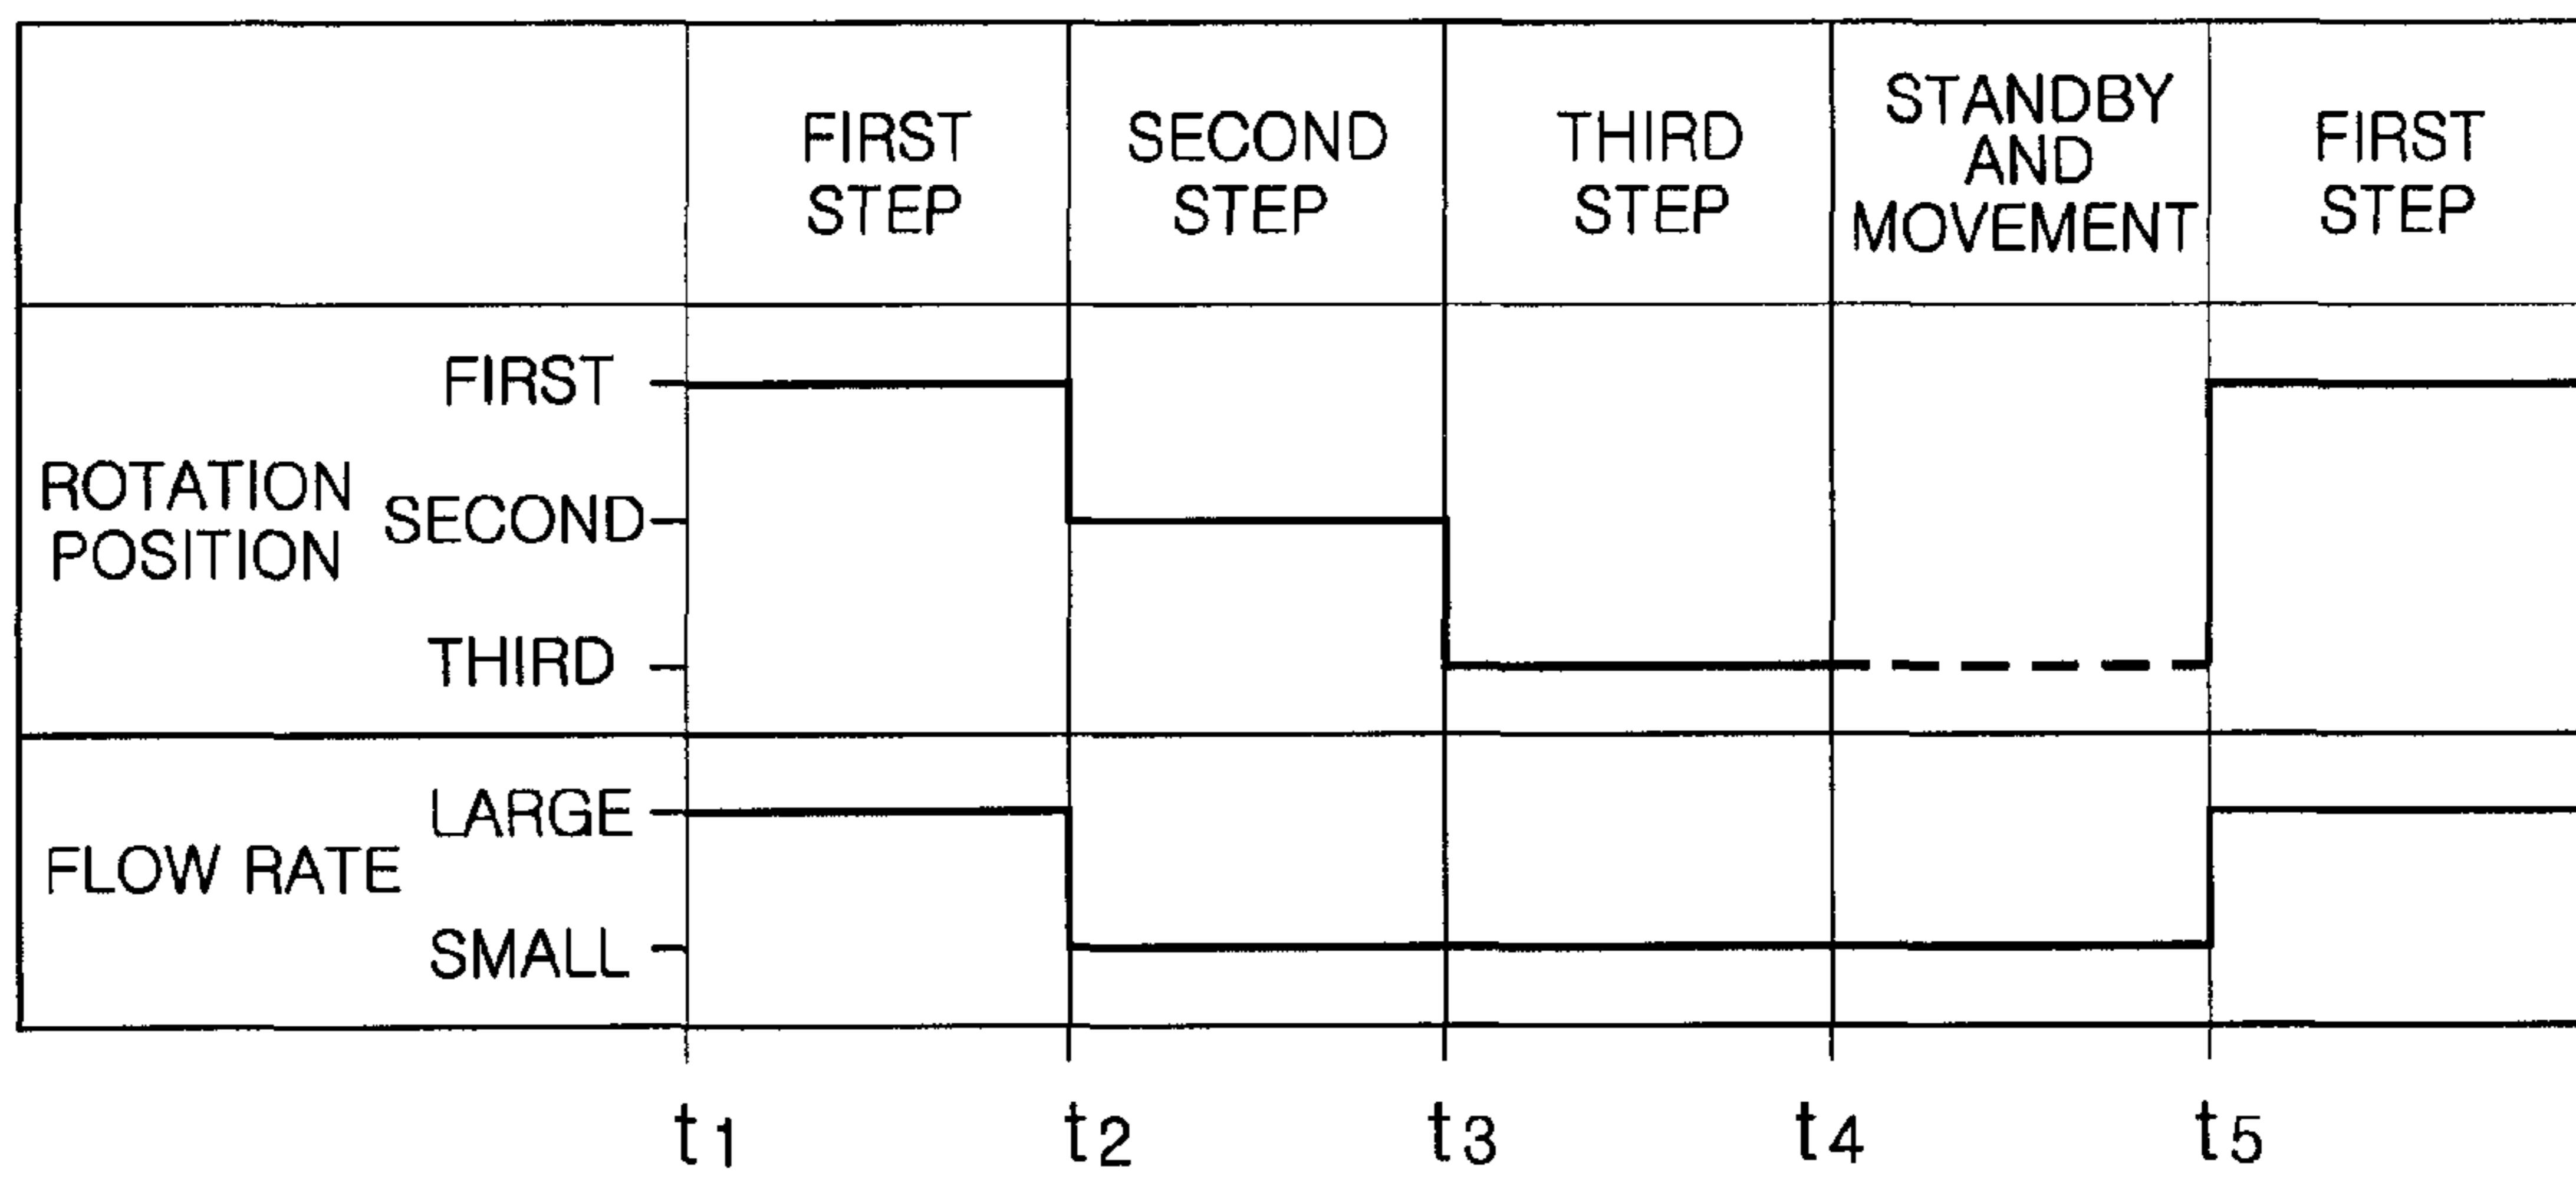 FIRST
STEP
SECOND
STEP
THIRD
STEP
STANDBY
AND
MOVEMENT
FIRST
STEP
ROTATION
POSITION
FIRST
SECOND
THIRD
FLOW RATE
LARGE
SMALL
t1
t2
t3
t4
t5